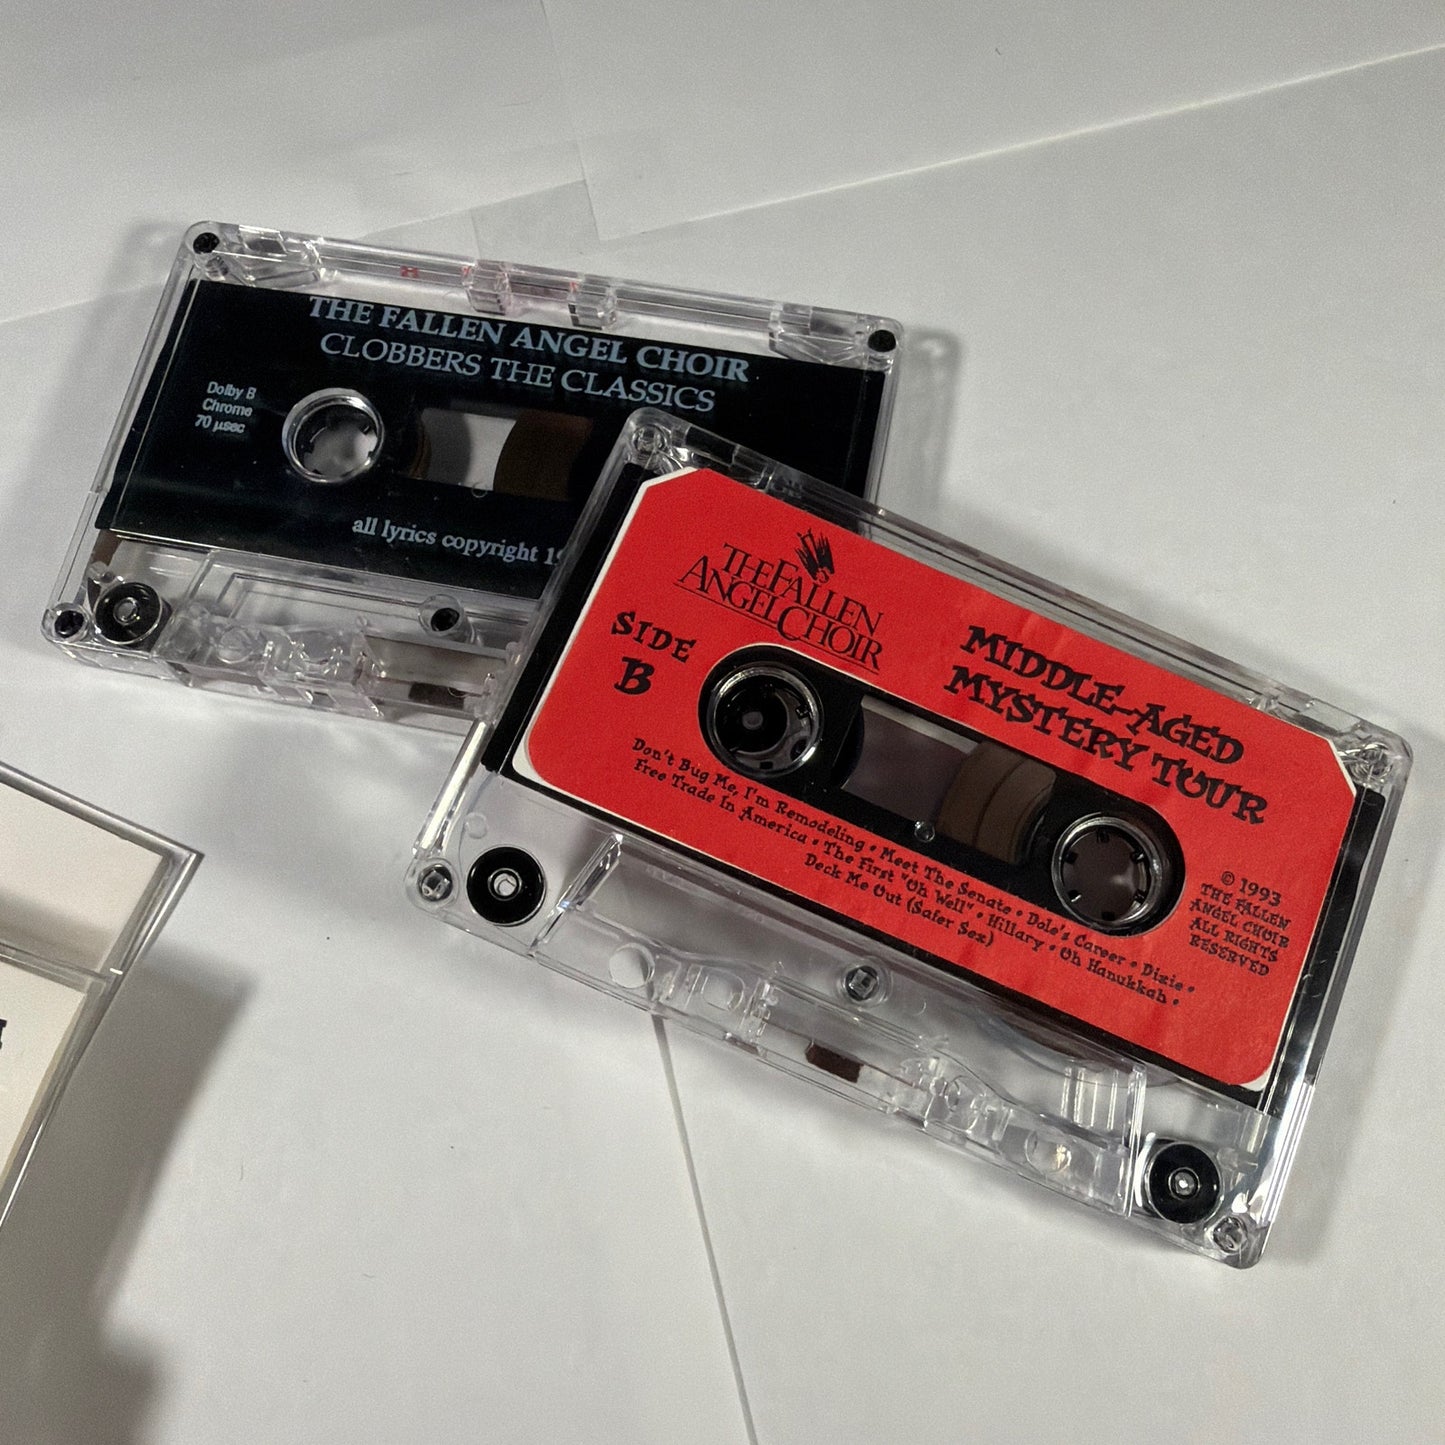 THE FALLEN ANGEL CHOIR
CLOBBERS THE CLASSICS
Dolby B
Chrome
70 µsec
all lyrics copyright
THE FALLEN
ANGEL CHOIR
SIDE
B
MIDDLE-AGED
MYSTERY TOUR
Don't Bug Me, I'm Remodeling • Meet The Senate • Dole's Career • Dixie •
Free Trade In America • The First "Oh Well" • Hillary • Oh Hanukkah •
Deck Me Out (Safer Sex)
© 1993
THE FALLEN
ANGEL CHOIR
ALL RIGHTS
RESERVED